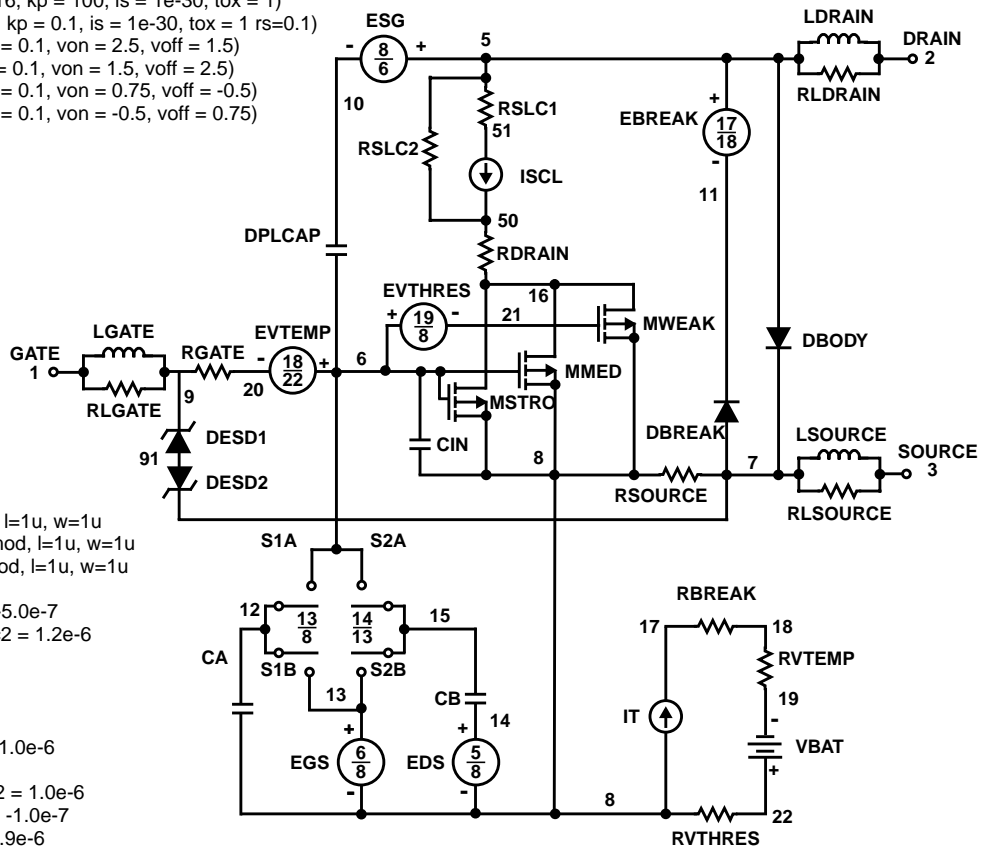 16, kp = 100, is = 1e-30, tox = 1)
kp = 0.1, is = 1e-30, tox = 1 rs=0.1)
= 0.1, von = 2.5, voff = 1.5)
= 0.1, von = 1.5, voff = 2.5)
= 0.1, von = 0.75, voff = -0.5)
= 0.1, von = -0.5, voff = 0.75)
ESG
- 8 +
6
5
10
LDRAIN
DRAIN
2
RLDRAIN
RSLC1
51
RSLC2
ISCL
EBREAK
+
17
18
-
11
50
DPLCAP
RDRAIN
EVTHRES
+ 19 -
8
16
21
MWEAK
DBODY
LGATE
GATE
1
RGATE
EVTEMP
- 18 +
22
6
20
9
RLGATE
MMED
MSTRO
DESD1
91
DESD2
CIN
8
DBREAK
RSOURCE
7
LSOURCE
SOURCE
3
RLSOURCE
l=1u, w=1u
nod, l=1u, w=1u
od, l=1u, w=1u
S1A
S2A
-5.0e-7
c2 = 1.2e-6
12
13
8
14
13
15
CA
S1B
S2B
13
CB
14
+
EGS
6
8
-
+
EDS
5
8
-
1.0e-6
2 = 1.0e-6
-1.0e-7
.9e-6
RBREAK
17
18
RVTEMP
19
IT
-
VBAT
+
8
22
RVTHRES